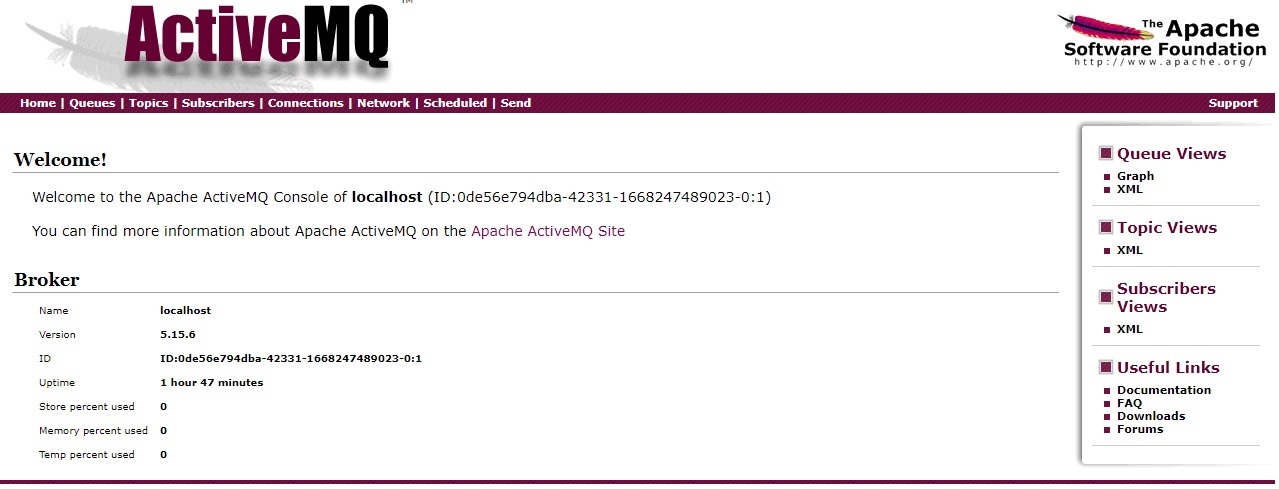 ActiveMQ
TM
The Apache
Software Foundation
http://www.apache.org/
Home | Queues | Topics | Subscribers | Connections | Network | Scheduled | Send
Support
Welcome!
Welcome to the Apache ActiveMQ Console of localhost (ID:0de56e794dba-42331-1668247489023-0:1)
You can find more information about Apache ActiveMQ on the Apache ActiveMQ Site
Broker
Name localhost
Version 5.15.6
ID ID:0de56e794dba-42331-1668247489023-0:1
Uptime 1 hour 47 minutes
Store percent used 0
Memory percent used 0
Temp percent used 0
Queue Views
Graph
XML
Topic Views
XML
Subscribers
Views
XML
Useful Links
Documentation
FAQ
Downloads
Forums